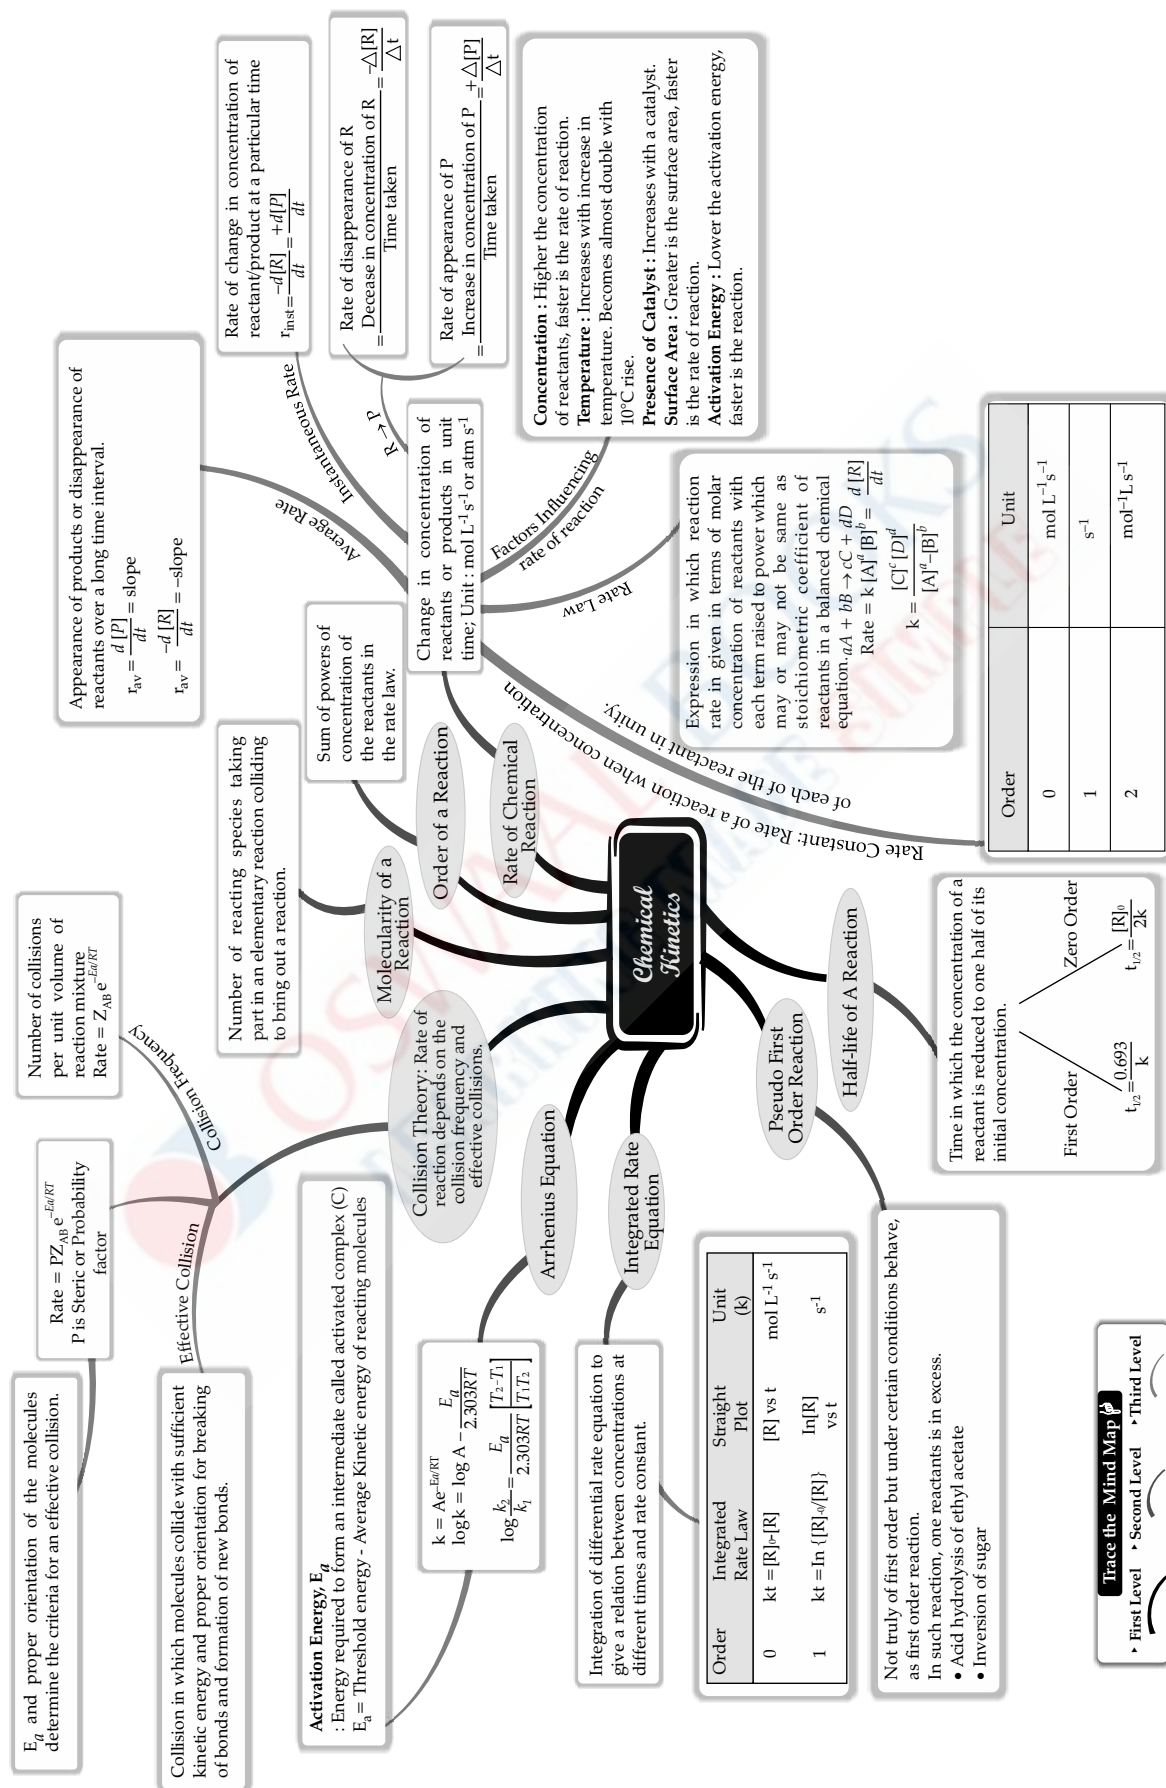 Chemical
Kinetics
Rate of Chemical
Reaction
Change in concentration of
reactants or products in unit
time; Unit : mol L⁻¹ s⁻¹ or atm s⁻¹
Average Rate
Appearance of products or disappearance of
reactants over a long time interval.
r_av = d [P]/dt = slope
r_av = −d [R]/dt = −slope
Instantaneous Rate
Rate of change in concentration of
reactant/product at a particular time
r_inst = −d[R]/dt = +d[P]/dt
R → P
Rate of disappearance of R
= Decease in concentration of R/Time taken = −△[R]/△t
Rate of appearance of P
= Increase in concentration of P/Time taken = +△[P]/△t
Factors Influencing
rate of reaction
Concentration : Higher the concentration
of reactants, faster is the rate of reaction.
Temperature : Increases with increase in
temperature. Becomes almost double with
10°C rise.
Presence of Catalyst : Increases with a catalyst.
Surface Area : Greater is the surface area, faster
is the rate of reaction.
Activation Energy : Lower the activation energy,
faster is the reaction.
Rate Law
Expression in which reaction
rate in given in terms of molar
concentration of reactants with
each term raised to power which
may or may not be same as
stoichiometric coefficient of
reactants in a balanced chemical
equation. aA + bB → cC + dD
Rate = k [A]ᵃ [B]ᵇ = d [R]/dt
k = [C]ᶜ [D]ᵈ/[A]ᵃ−[B]ᵇ
Rate Constant: Rate of a reaction when concentration
of each of the reactant in unity.
Order Unit
0 mol L⁻¹ s⁻¹
1 s⁻¹
2 mol⁻¹L s⁻¹
Order of a Reaction
Sum of powers of
concentration of
the reactants in
the rate law.
Molecularity of a
Reaction
Number of reacting species taking
part in an elementary reaction colliding
to bring out a reaction.
Collision Theory: Rate of
reaction depends on the
collision frequency and
effective collisions.
Collision Frequency
Number of collisions
per unit volume of
reaction mixture
Rate = Z_AB e^−Ea/RT
Rate = PZ_AB e^−Ea/RT
P is Steric or Probability
factor
E_a and proper orientation of the molecules
determine the criteria for an effective collision.
Effective Collision
Collision in which molecules collide with sufficient
kinetic energy and proper orientation for breaking
of bonds and formation of new bonds.
Arrhenius Equation
k = Ae^−Ea/RT
logk = log A − E_a/2.303RT
log k₂/k₁ = E_a/2.303RT [T₂−T₁/T₁T₂]
Activation Energy, E_a
: Energy required to form an intermediate called activated complex (C)
E_a = Threshold energy - Average Kinetic energy of reacting molecules
Integrated Rate
Equation
Integration of differential rate equation to
give a relation between concentrations at
different times and rate constant.
Order Integrated Rate Law Straight Plot Unit (k)
0 kt =[R]₀-[R] [R] vs t mol L⁻¹ s⁻¹
1 kt =In {[R]₋₀/[R]} In[R] vs t s⁻¹
Pseudo First
Order Reaction
Not truly of first order but under certain conditions behave,
as first order reaction.
In such reaction, one reactants is in excess.
• Acid hydrolysis of ethyl acetate
• Inversion of sugar
Half-life of A Reaction
Time in which the concentration of a
reactant is reduced to one half of its
initial concentration.
First Order Zero Order
t₁/₂ = 0.693/k t₁/₂ = [R]₀/2k
Trace the Mind Map
First Level Second Level Third Level
OSWAAL BOOKS